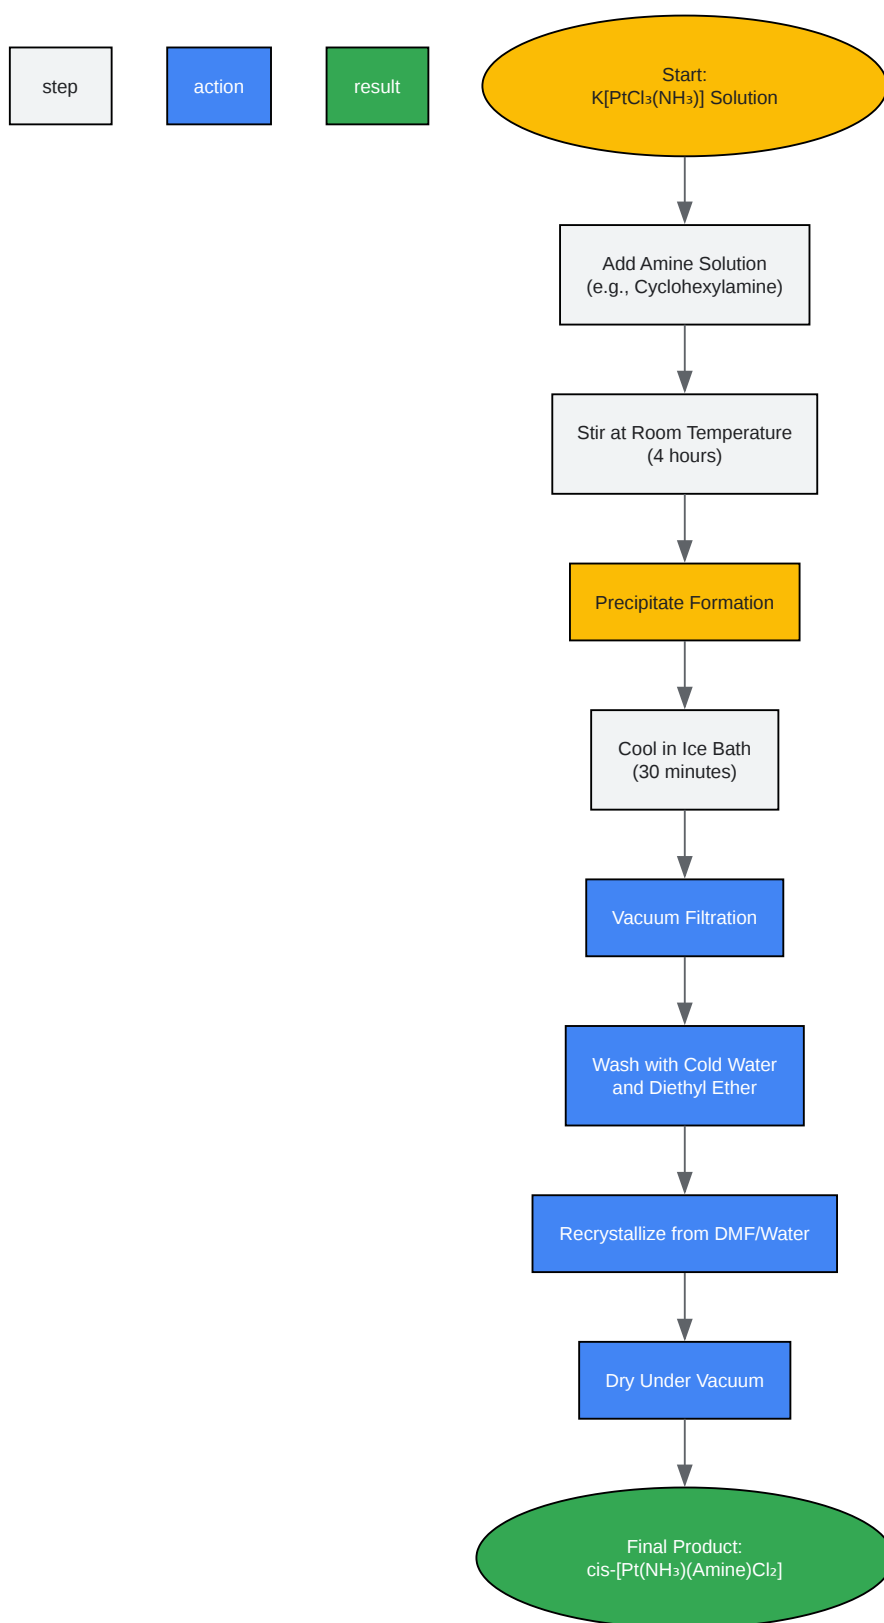 step
action
result
Start:
K[PtCl₃(NH₃)] Solution
Add Amine Solution
(e.g., Cyclohexylamine)
Stir at Room Temperature
(4 hours)
Precipitate Formation
Cool in Ice Bath
(30 minutes)
Vacuum Filtration
Wash with Cold Water
and Diethyl Ether
Recrystallize from DMF/Water
Dry Under Vacuum
Final Product:
cis-[Pt(NH₃)(Amine)Cl₂]